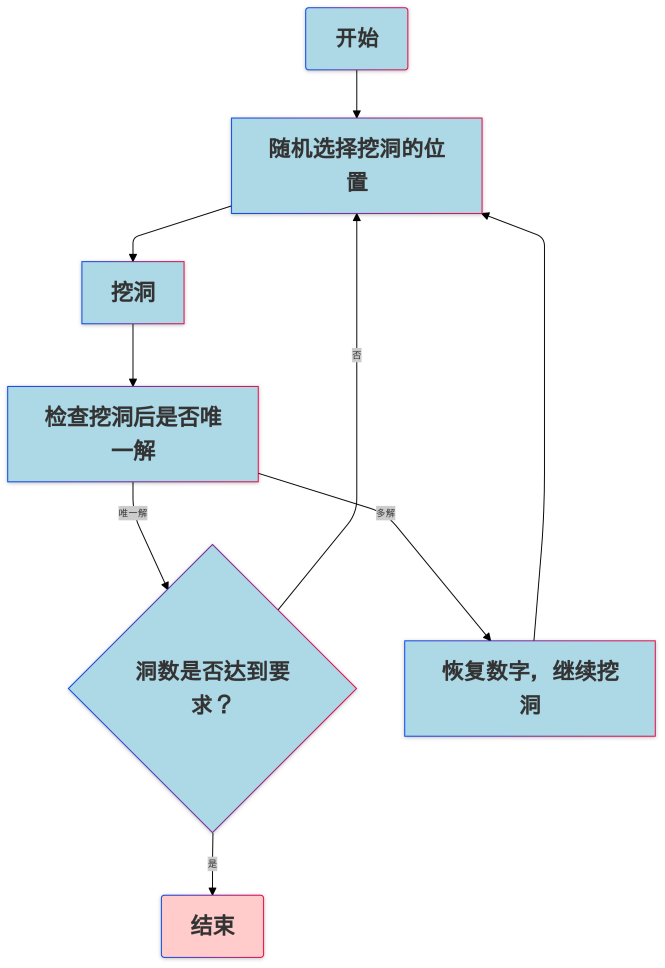 开始
随机选择挖洞的位
置
挖洞
否
检查挖洞后是否唯
一解
唯一解
多解
洞数是否达到要
求？
恢复数字，继续挖
洞
是
结束